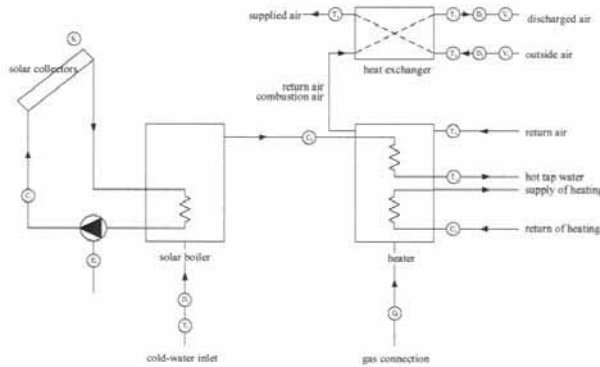 supplied air
discharged air
outside air
heat exchanger
solar collectors
return air
combustion air
return air
hot tap water
supply of heating
return of heating
solar boiler
heater
cold-water inlet
gas connection